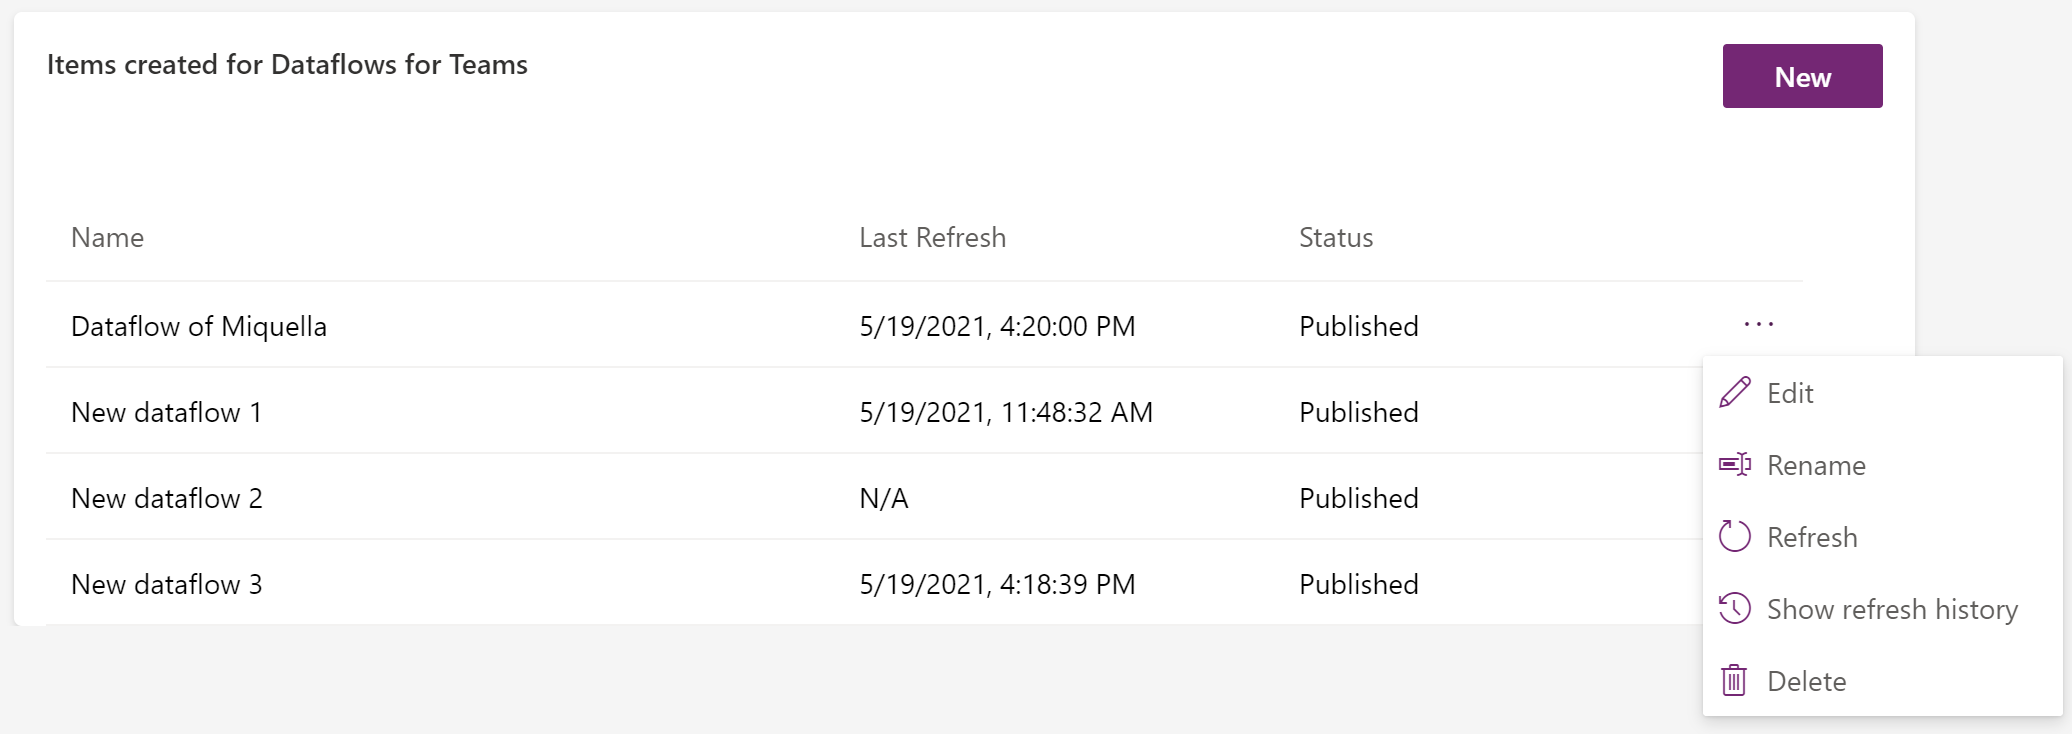 Items created for Dataflows for Teams
New
Name Last Refresh Status
Dataflow of Miquella 5/19/2021, 4:20:00 PM Published ...
New dataflow 1 5/19/2021, 11:48:32 AM Published
New dataflow 2 N/A Published
New dataflow 3 5/19/2021, 4:18:39 PM Published
Edit
Rename
Refresh
Show refresh history
Delete